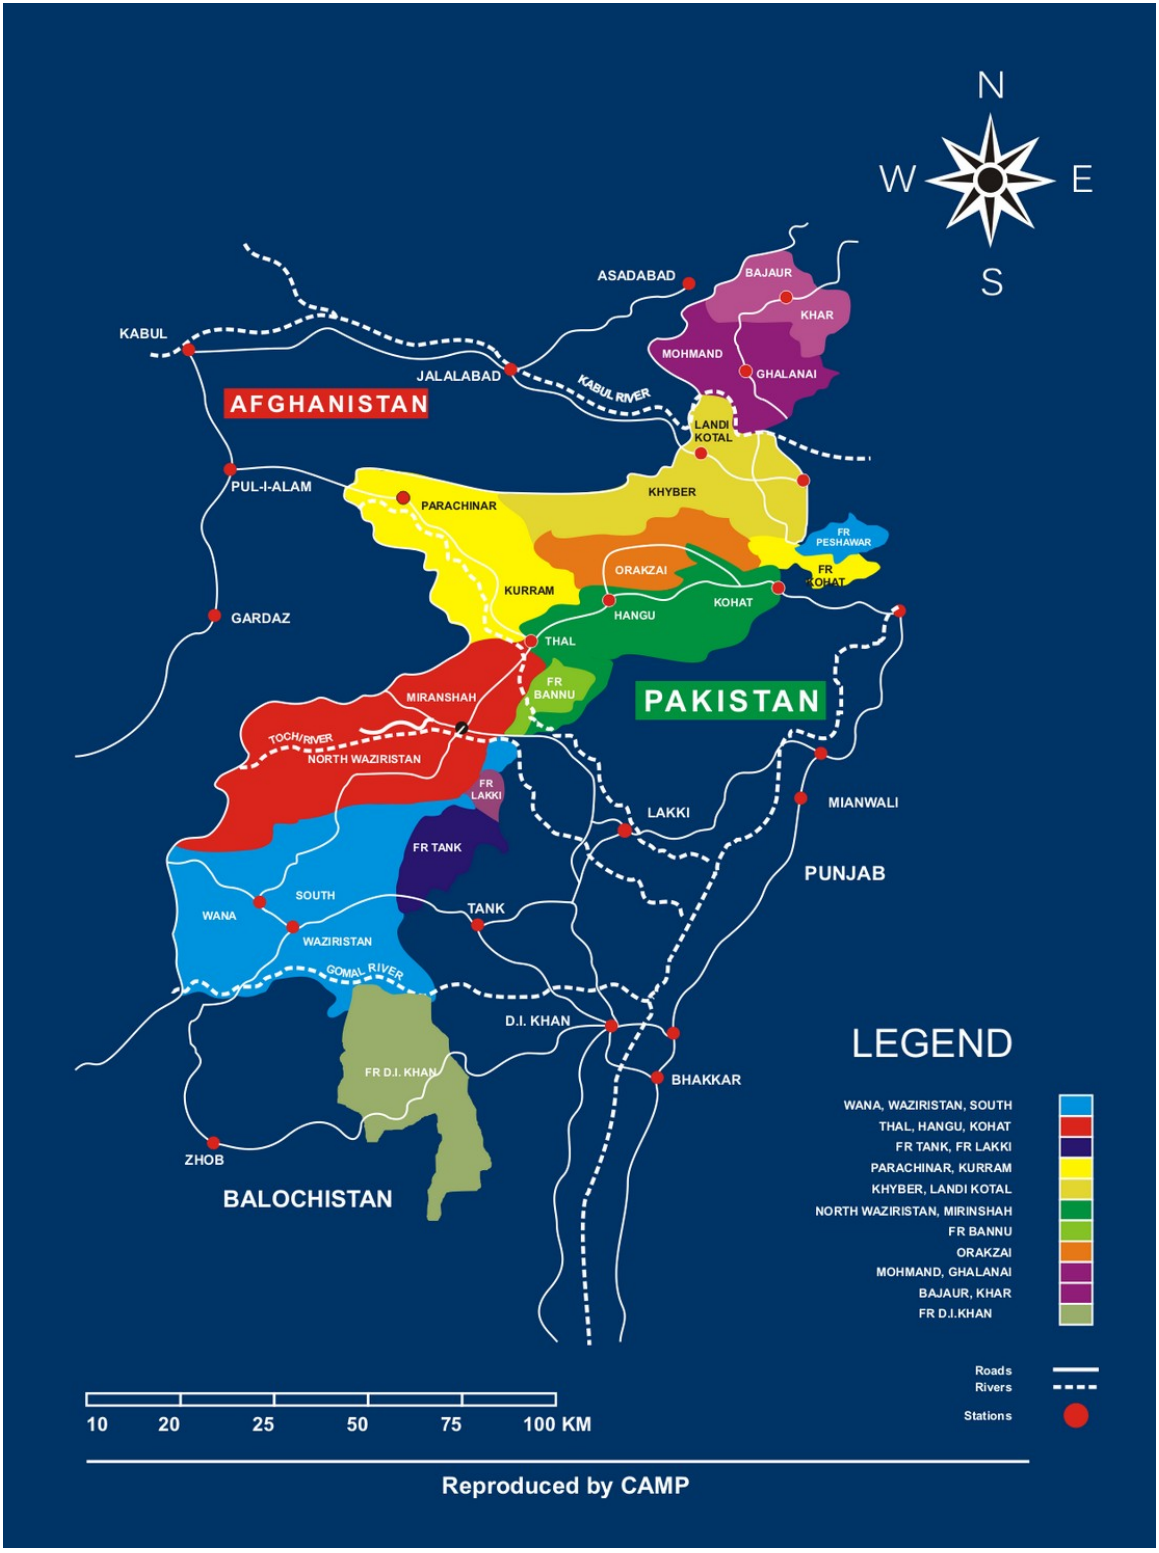 N
W E
S
ASADABAD
BAJAUR
KHAR
KABUL
MOHMAND
GHALANAI
JALALABAD
KABUL RIVER
AFGHANISTAN
LANDI
KOTAL
PUL-I-ALAM
KHYBER
PARACHINAR
FR
PESHAWAR
ORAKZAI
FR
KOHAT
KURRAM
KOHAT
HANGU
GARDAZ
THAL
FR
BANNU
MIRANSHAH
PAKISTAN
TOCH/RIVER
NORTH WAZIRISTAN
FR
LAKKI
MIANWALI
LAKKI
FR TANK
PUNJAB
SOUTH
WANA
TANK
WAZIRISTAN
GOMAL RIVER
D.I. KHAN
FR D.I. KHAN
BHAKKAR
ZHOB
BALOCHISTAN
LEGEND
WANA, WAZIRISTAN, SOUTH
THAL, HANGU, KOHAT
FR TANK, FR LAKKI
PARACHINAR, KURRAM
KHYBER, LANDI KOTAL
NORTH WAZIRISTAN, MIRINSHAH
FR BANNU
ORAKZAI
MOHMAND, GHALANAI
BAJAUR, KHAR
FR D.I.KHAN
Roads
Rivers
Stations
10 20 25 50 75 100 KM
Reproduced by CAMP